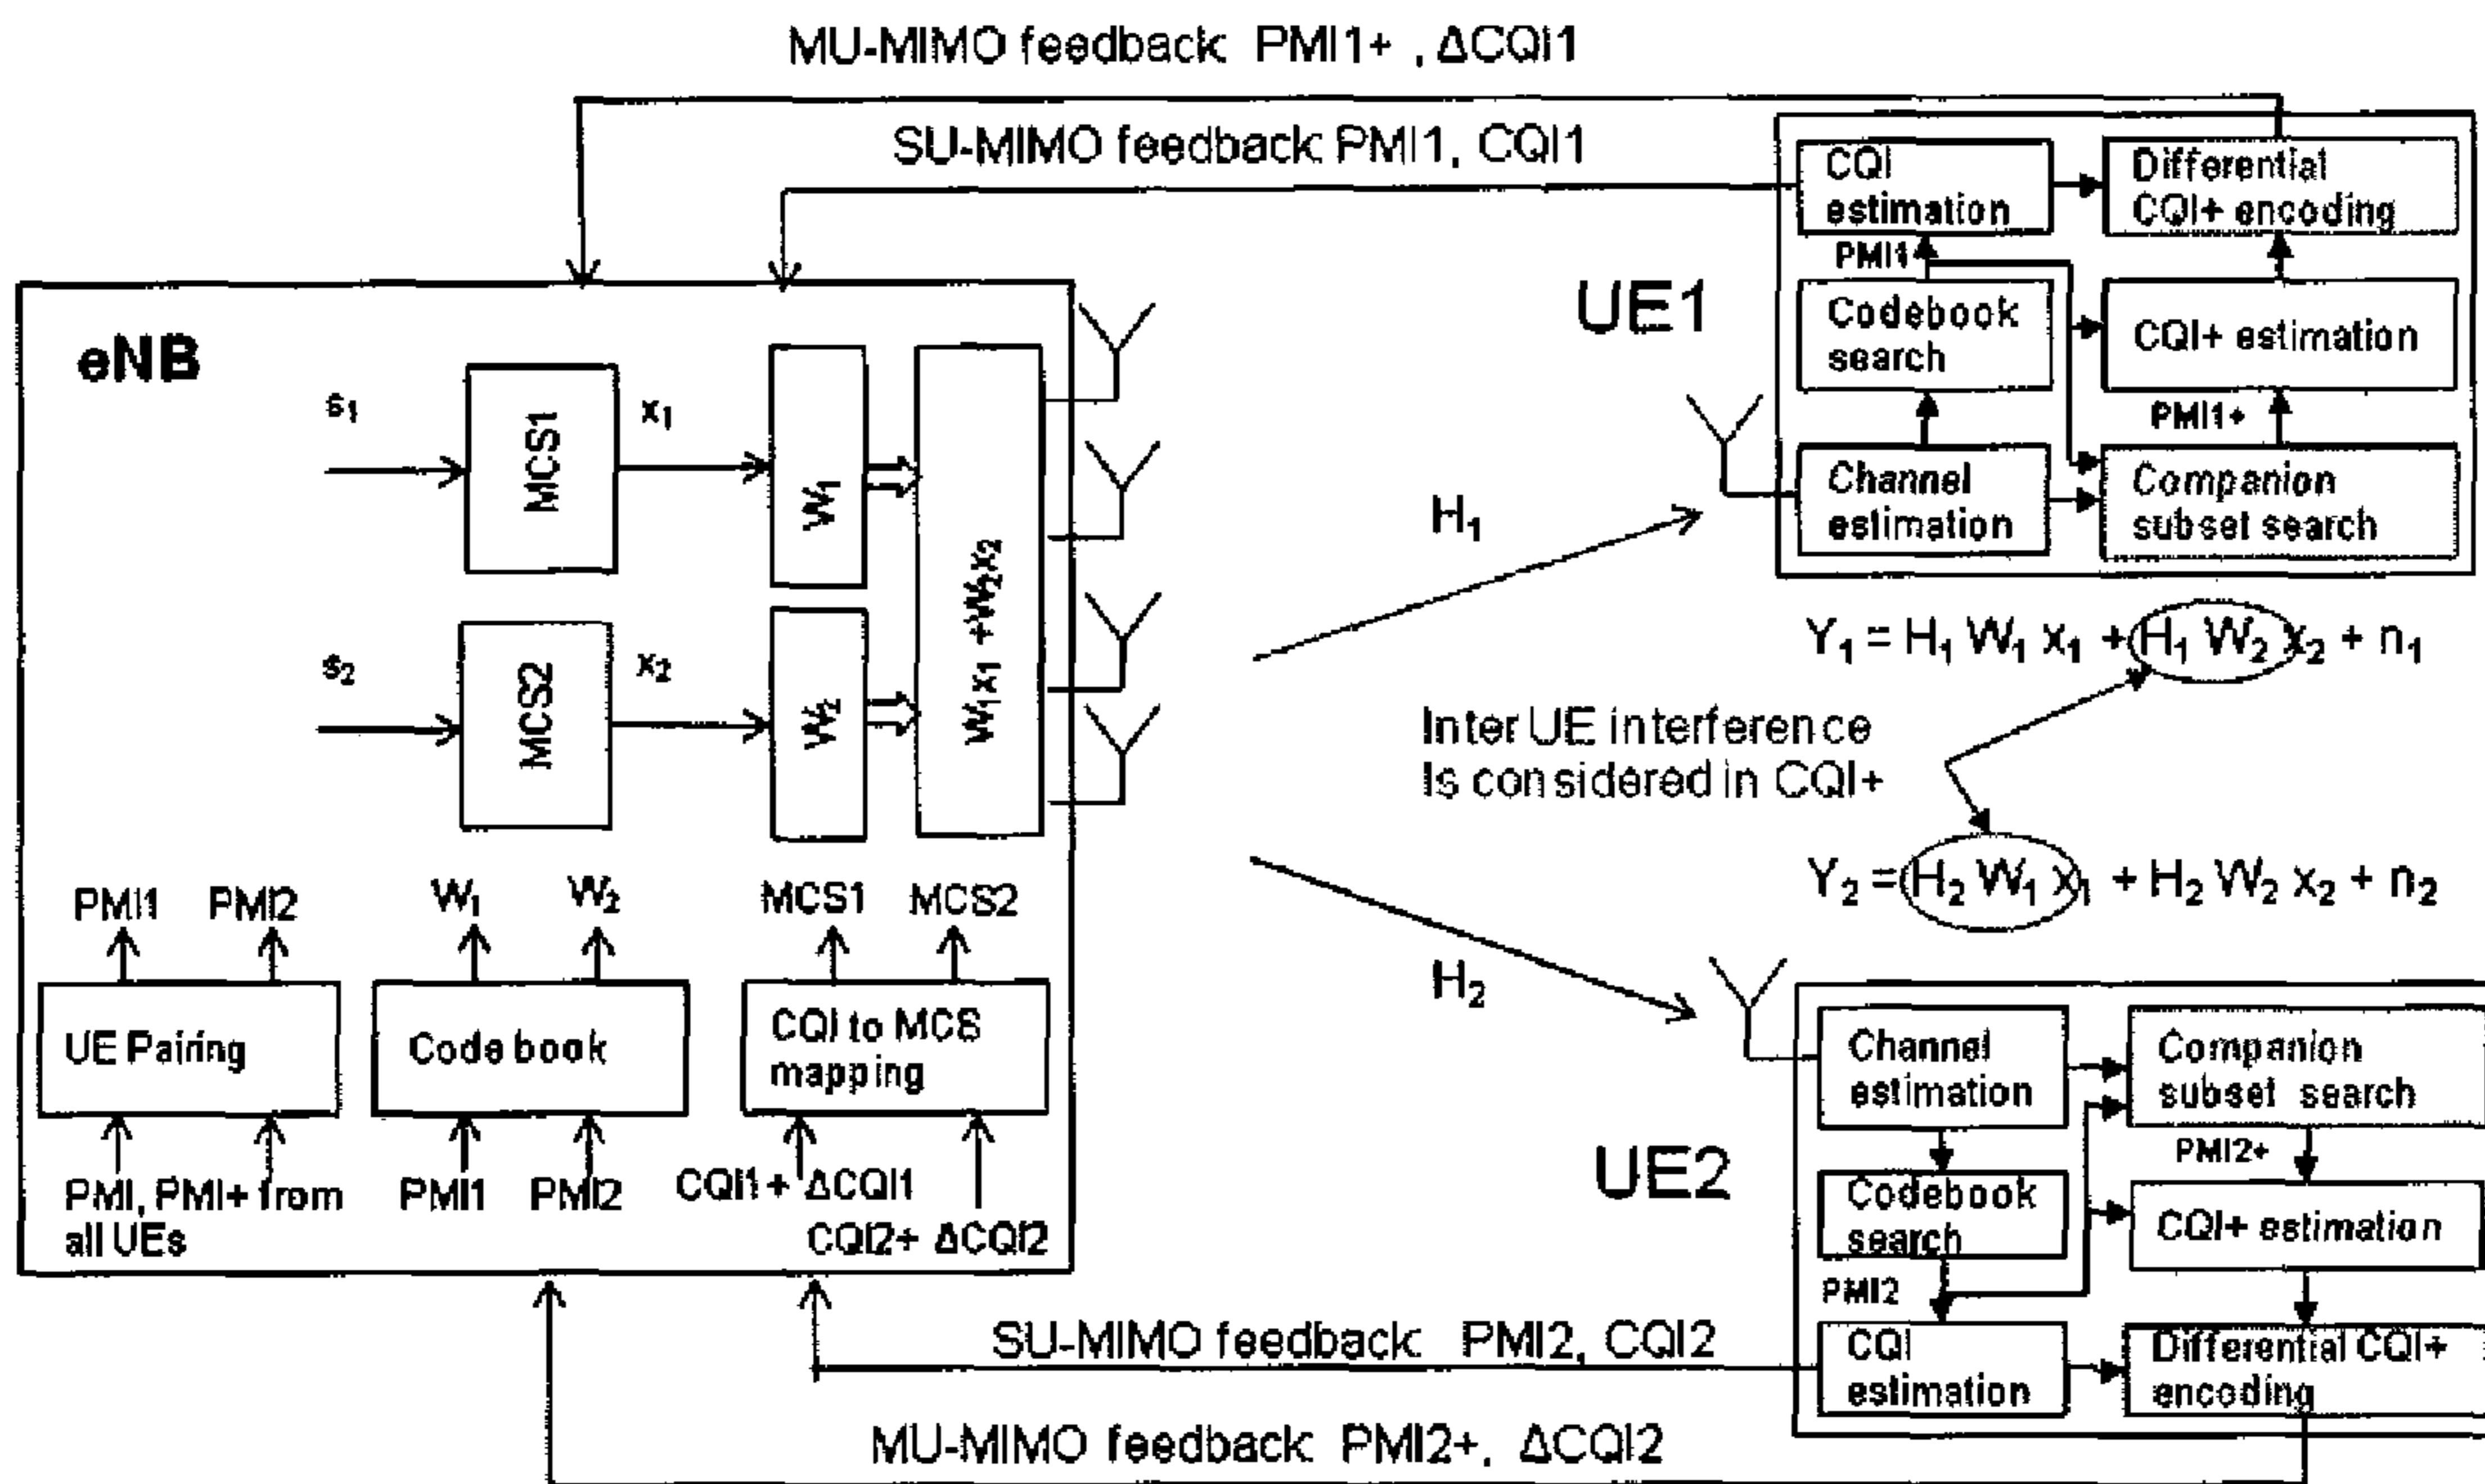 MU-MIMO feedback: PMI1+ , ΔCQI1
SU-MIMO feedback: PMI1, CQI1
eNB
s₁
MCS1
x₁
W₁
s₂
MCS2
x₂
W₂
W₁x₁ +W₂x₂
PMI1
PMI2
W₁
W₂
MCS1
MCS2
UE Pairing
Code book
CQI to MCS
mapping
PMI, PMI+ from
all UEs
PMI1
PMI2
CQI1+ ΔCQI1
CQI2+ ΔCQI2
H₁
H₂
UE1
CQI
estimation
Differential
CQI+ encoding
PMI1
Codebook
search
CQI+ estimation
PMI1+
Channel
estimation
Companion
subset search
Y₁ = H₁ W₁ x₁ + H₁ W₂ x₂ + n₁
Inter UE interference
Is considered in CQI+
Y₂ = H₂ W₁ x₁ + H₂ W₂ x₂ + n₂
UE2
Channel
estimation
Companion
subset search
PMI2+
Codebook
search
CQI+ estimation
PMI2
CQI
estimation
Differential CQI+
encoding
SU-MIMO feedback: PMI2, CQI2
MU-MIMO feedback: PMI2+, ΔCQI2